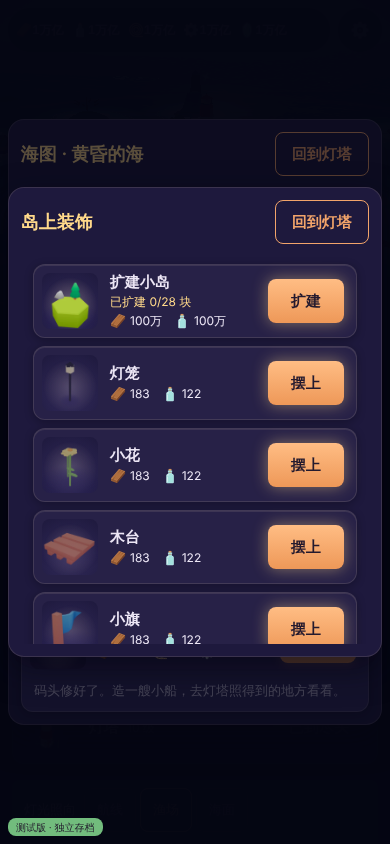 海图 · 黄昏的海
回到灯塔
岛上装饰
回到灯塔
扩建小岛
已扩建 0/28 块
100万 100万
扩建
灯笼
183 122
摆上
小花
183 122
摆上
木台
183 122
摆上
小旗
183 122
摆上
码头修好了。造一艘小船，去灯塔照得到的地方看看。
测试版 · 独立存档